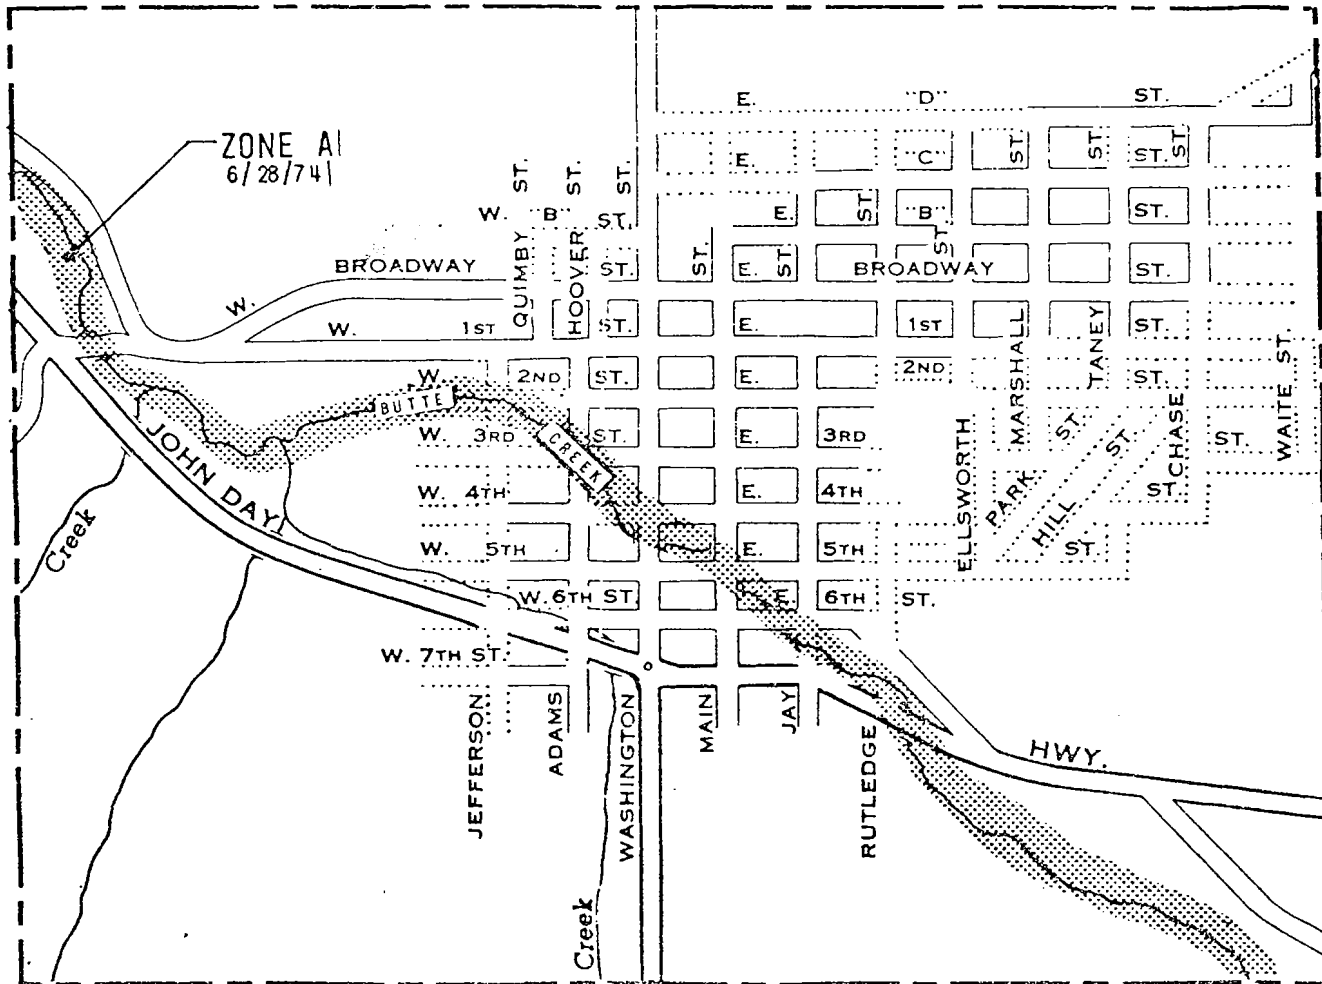 E. "D" ST.
ZONE A
6/28/74
E. "C" ST.
ST. ST. ST. ST. ST. ST.
W. "B" ST. E. "B" ST.
ST. ST.
QUIMBY
HOOVER
W. BROADWAY ST. E. BROADWAY ST.
ST. ST.
W. 1ST ST. E. 1ST ST.
W. 2ND ST. E. 2ND ST.
MARSHALL
TANEY
WAITE ST.
BUTTE
CREEK
W. 3RD ST. E. 3RD ST.
ELLSWORTH
PARK ST.
HILL ST.
CHASE
JOHN DAY
W. 4TH E. 4TH ST.
Creek
W. 5TH E. 5TH ST.
W. 6TH ST. E. 6TH ST.
W. 7TH ST.
JEFFERSON
ADAMS
WASHINGTON
MAIN
JAY
RUTLEDGE
HWY.
Creek